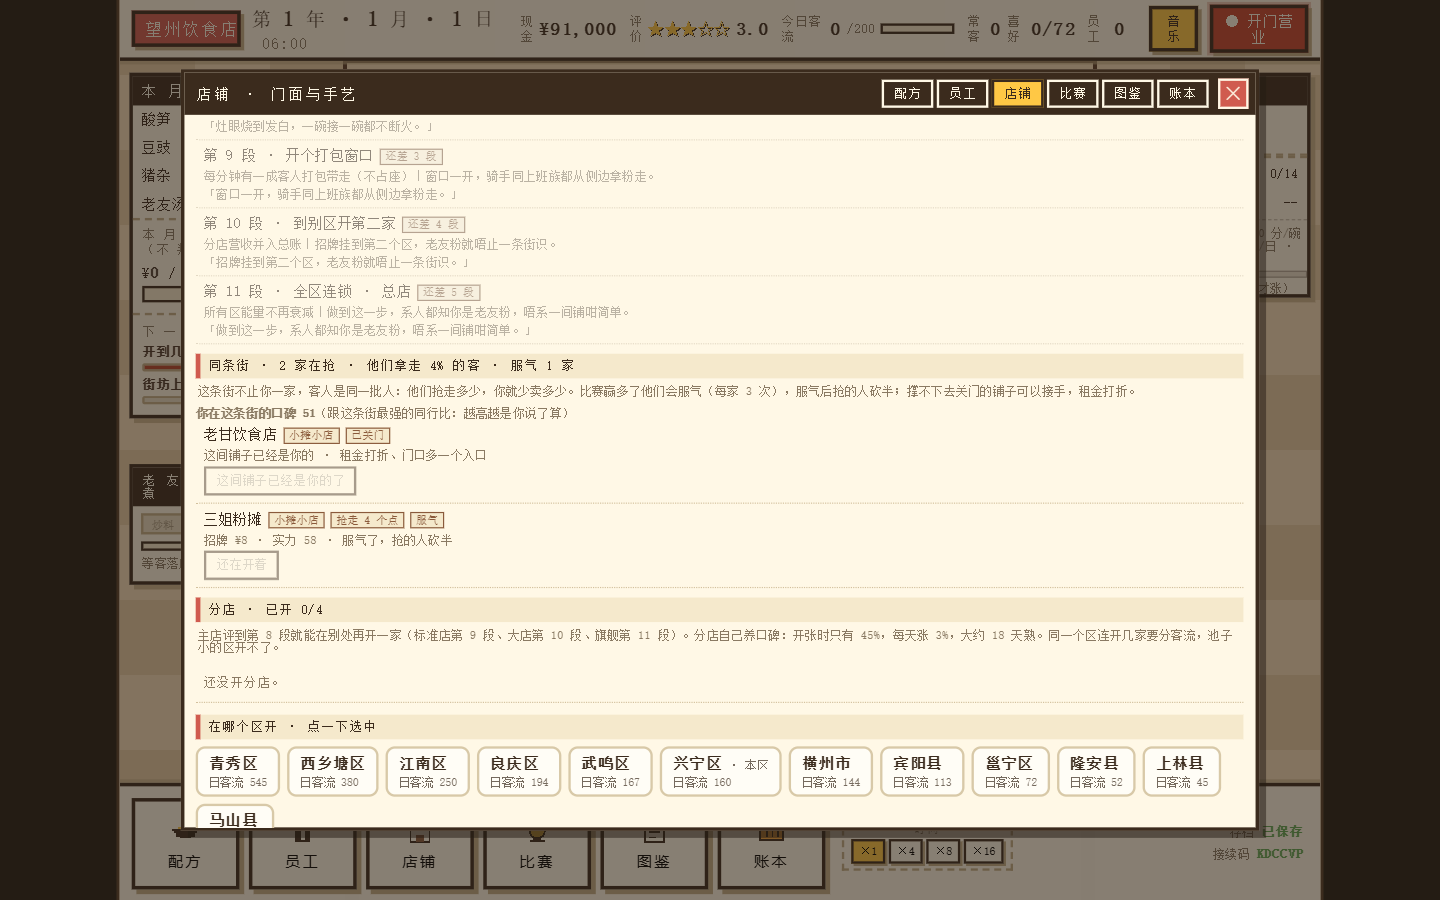 望州饮食店
第 1 年 · 1 月 · 1 日
06:00
现金 ¥91,000
评价 3.0
今日客流 0 /200
常客 0
喜好 0/72
员工 0
音乐
开门营业
店铺 · 门面与手艺
配方
员工
店铺
比赛
图鉴
账本
本 月
酸笋
豆豉
猪杂
老友汤
本 月
¥0 /
下 一
开到几
街坊上
老 友
煮
炒料
等客落
0/14
--
0 分/碗
/日 ·
才张）
「灶眼烧到发白，一碗接一碗都不断火。」
第 9 段 · 开个打包窗口 还差 3 段
每分钟有一成客人打包带走（不占座）| 窗口一开，骑手同上班族都从侧边拿粉走。
「窗口一开，骑手同上班族都从侧边拿粉走。」
第 10 段 · 到别区开第二家 还差 4 段
分店营收并入总账 | 招牌挂到第二个区，老友粉就唔止一条街识。
「招牌挂到第二个区，老友粉就唔止一条街识。」
第 11 段 · 全区连锁 · 总店 还差 5 段
所有区能量不再衰减 | 做到这一步，系人都知你是老友粉，唔系一间铺咁简单。
「做到这一步，系人都知你是老友粉，唔系一间铺咁简单。」
同条街 · 2 家在抢 · 他们拿走 4% 的客 · 服气 1 家
这条街不止你一家，客人是同一批人：他们抢走多少，你就少卖多少。比赛赢多了他们会服气（每家 3 次），服气后抢的人砍半；撑不下去关门的铺子可以接手，租金打折。
你在这条街的口碑 51（跟这条街最强的同行比：越高越是你说了算）
老甘饮食店 小摊小店 已关门
这间铺子已经是你的 · 租金打折、门口多一个入口
这间铺子已经是你的了
三姐粉摊 小摊小店 抢走 4 个点 服气
招牌 ¥8 · 实力 58 · 服气了，抢的人砍半
还在开着
分店 · 已开 0/4
主店评到第 8 段就能在别处再开一家（标准店第 9 段、大店第 10 段、旗舰第 11 段）。分店自己养口碑：开张时只有 45%，每天涨 3%，大约 18 天熟。同一个区连开几家要分客流，池子
小的区开不了。
还没开分店。
在哪个区开 · 点一下选中
青秀区
日客流 545
西乡塘区
日客流 380
江南区
日客流 250
良庆区
日客流 194
武鸣区
日客流 167
兴宁区 · 本区
日客流 160
横州市
日客流 144
宾阳县
日客流 113
邕宁区
日客流 72
隆安县
日客流 52
上林县
日客流 45
马山县
配方
员工
店铺
比赛
图鉴
账本
×1
×4
×8
×16
存档 已保存
接续码 KDCCVP